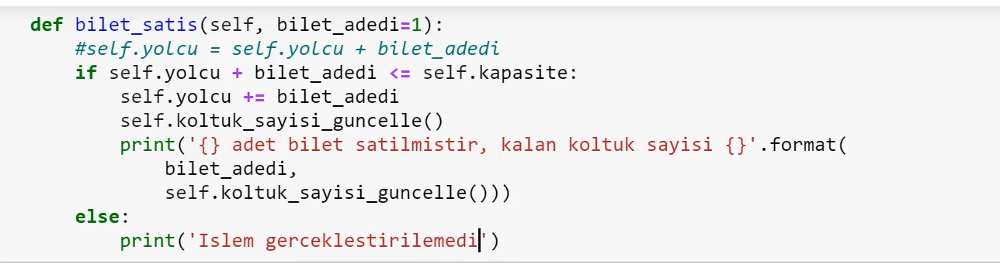 def bilet_satis(self, bilet_adedi=1):
    #self.yolcu = self.yolcu + bilet_adedi
    if self.yolcu + bilet_adedi <= self.kapasite:
        self.yolcu += bilet_adedi
        self.koltuk_sayisi_guncelle()
        print('{} adet bilet satilmistir, kalan koltuk sayisi {}'.format(
            bilet_adedi,
            self.koltuk_sayisi_guncelle()))
    else:
        print('Islem gerceklestirilemedi')